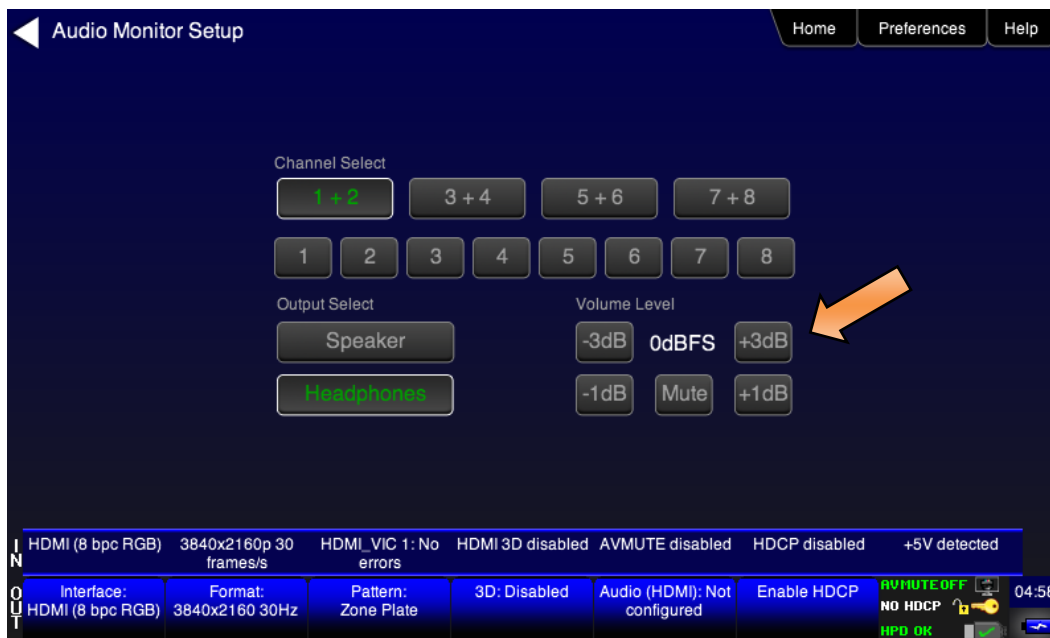 Audio Monitor Setup
Home
Preferences
Help
Channel Select
1 + 2
3 + 4
5 + 6
7 + 8
1
2
3
4
5
6
7
8
Output Select
Volume Level
Speaker
-3dB
0dBFS
+3dB
Headphones
-1dB
Mute
+1dB
IN
HDMI (8 bpc RGB)
3840x2160p 30
frames/s
HDMI_VIC 1: No
errors
HDMI 3D disabled
AVMUTE disabled
HDCP disabled
+5V detected
OUT
Interface:
HDMI (8 bpc RGB)
Format:
3840x2160 30Hz
Pattern:
Zone Plate
3D: Disabled
Audio (HDMI): Not
configured
Enable HDCP
AVMUTE OFF
NO HDCP
HPD OK
04:58